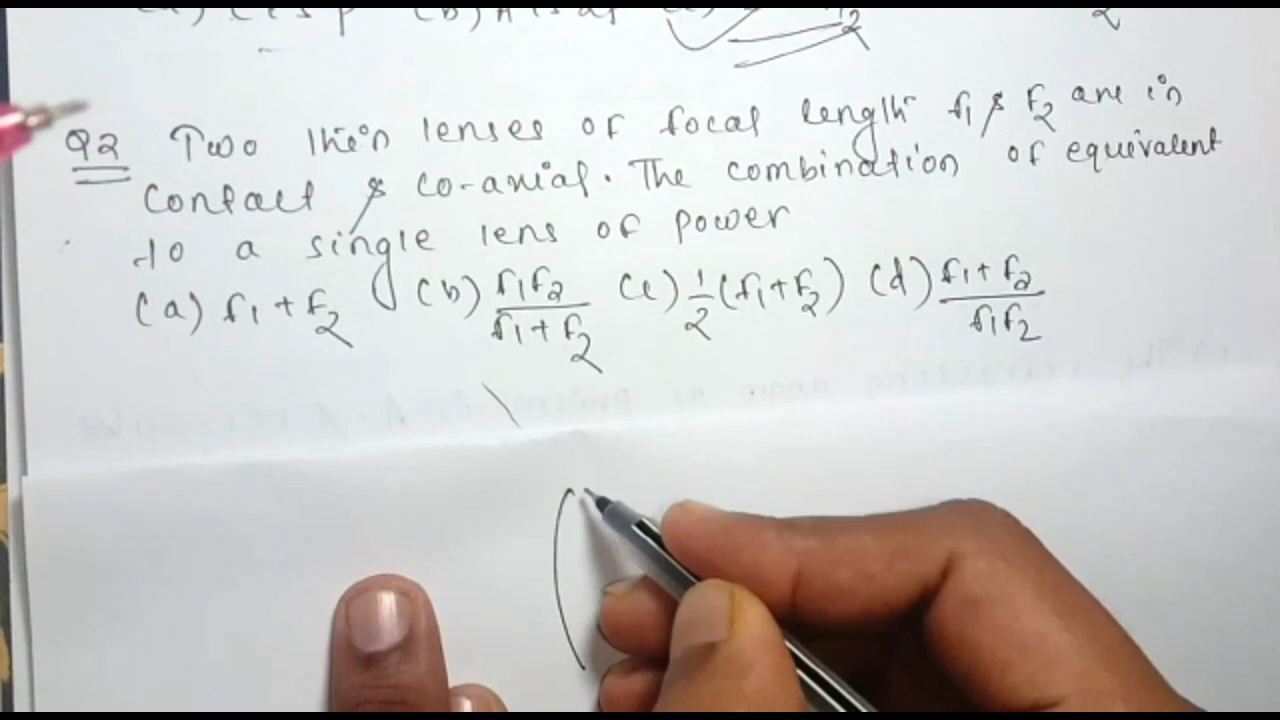 Q2 Two thin lenses of focal length f1 & f2 are in
contact & co-axial. The combination of equivalent
to a single lens of power
(a) f1 + f2 (b) f1f2/f1+f2 (c) 1/2 (f1+f2) (d) f1+f2/f1f2